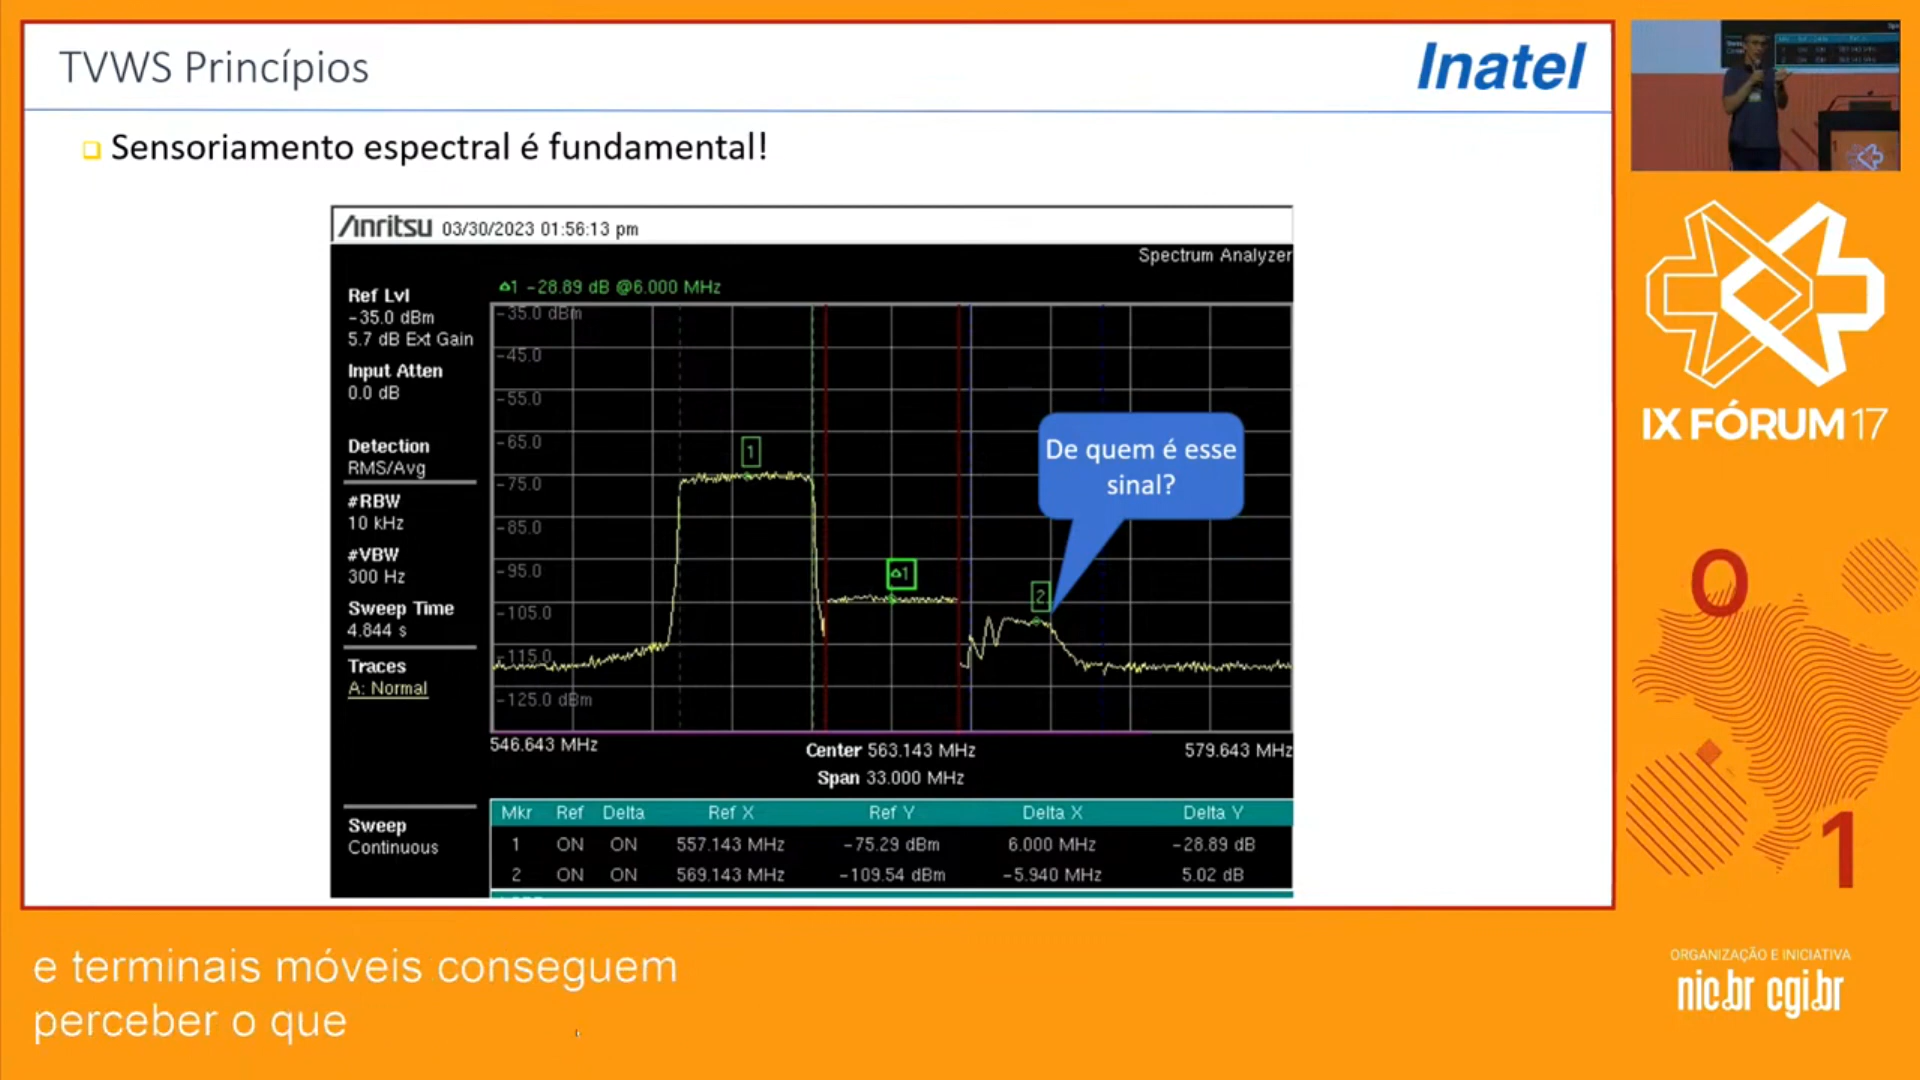 TVWS Princípios
Inatel
Sensoriamento espectral é fundamental!
Anritsu 03/30/2023 01:56:13 pm
Spectrum Analyzer
Ref Lvl
-35.0 dBm
5.7 dB Ext Gain
Input Atten
0.0 dB
Detection
RMS/Avg
#RBW
10 kHz
#VBW
300 Hz
Sweep Time
4.844 s
Traces
A: Normal
Sweep
Continuous
1 -28.89 dB @6.000 MHz
-35.0 dBm
-45.0
-55.0
-65.0
-75.0
-85.0
-95.0
-105.0
-115.0
-125.0 dBm
1
1
2
De quem é esse
sinal?
546.643 MHz
Center 563.143 MHz
579.643 MHz
Span 33.000 MHz
Mkr Ref Delta Ref X Ref Y Delta X Delta Y
1 ON ON 557.143 MHz -75.29 dBm 6.000 MHz -28.89 dB
2 ON ON 569.143 MHz -109.54 dBm -5.940 MHz 5.02 dB
IX FÓRUM 17
0
1
ORGANIZAÇÃO E INICIATIVA
nic.br cgi.br
e terminais móveis conseguem
perceber o que